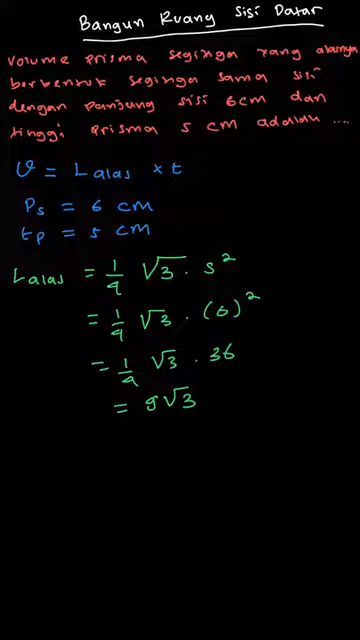 Bangun Ruang Sisi Datar
Volume prisma segitiga yang alasnya
berbentuk segitiga sama sisi
dengan panjang sisi 6cm dan
tinggi prisma 5 cm adalah ....
V = Lalas × t
Ps = 6 cm
tp = 5 cm
Lalas = 1/4 √3 . s²
= 1/4 √3 . (6)²
= 1/4 √3 . 36
= 9√3